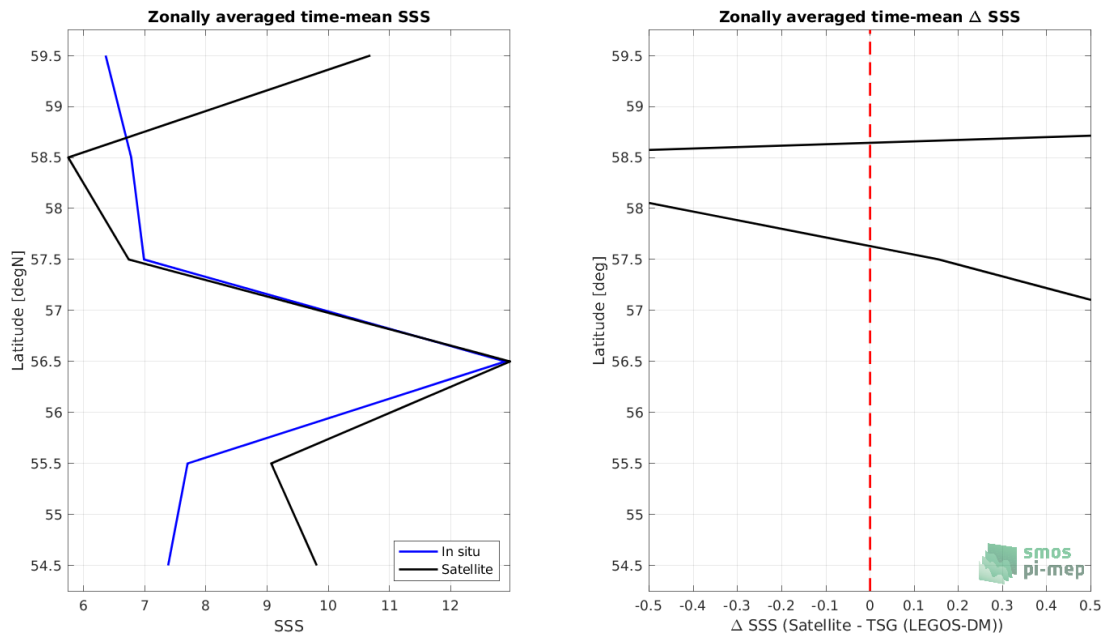 Zonally averaged time-mean SSS
59.5
59
58.5
58
57.5
57
56.5
56
55.5
55
54.5
Latitude [degN]
6 7 8 9 10 11 12
SSS
In situ
Satellite
Zonally averaged time-mean Δ SSS
59.5
59
58.5
58
57.5
57
56.5
56
55.5
55
54.5
Latitude [deg]
-0.5 -0.4 -0.3 -0.2 -0.1 0 0.1 0.2 0.3 0.4 0.5
Δ SSS (Satellite - TSG (LEGOS-DM))
smos
pi-mep